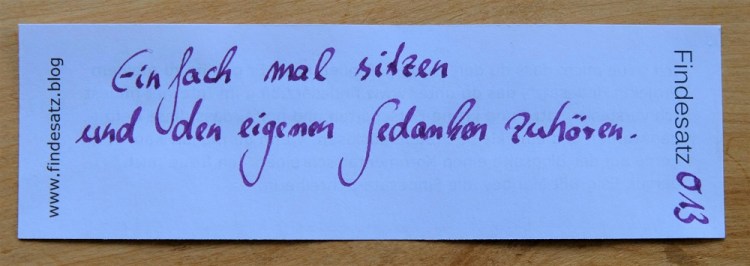 www.findesatz.blog
Einfach mal sitzen
und den eigenen Gedanken zuhören.
Findesatz 013